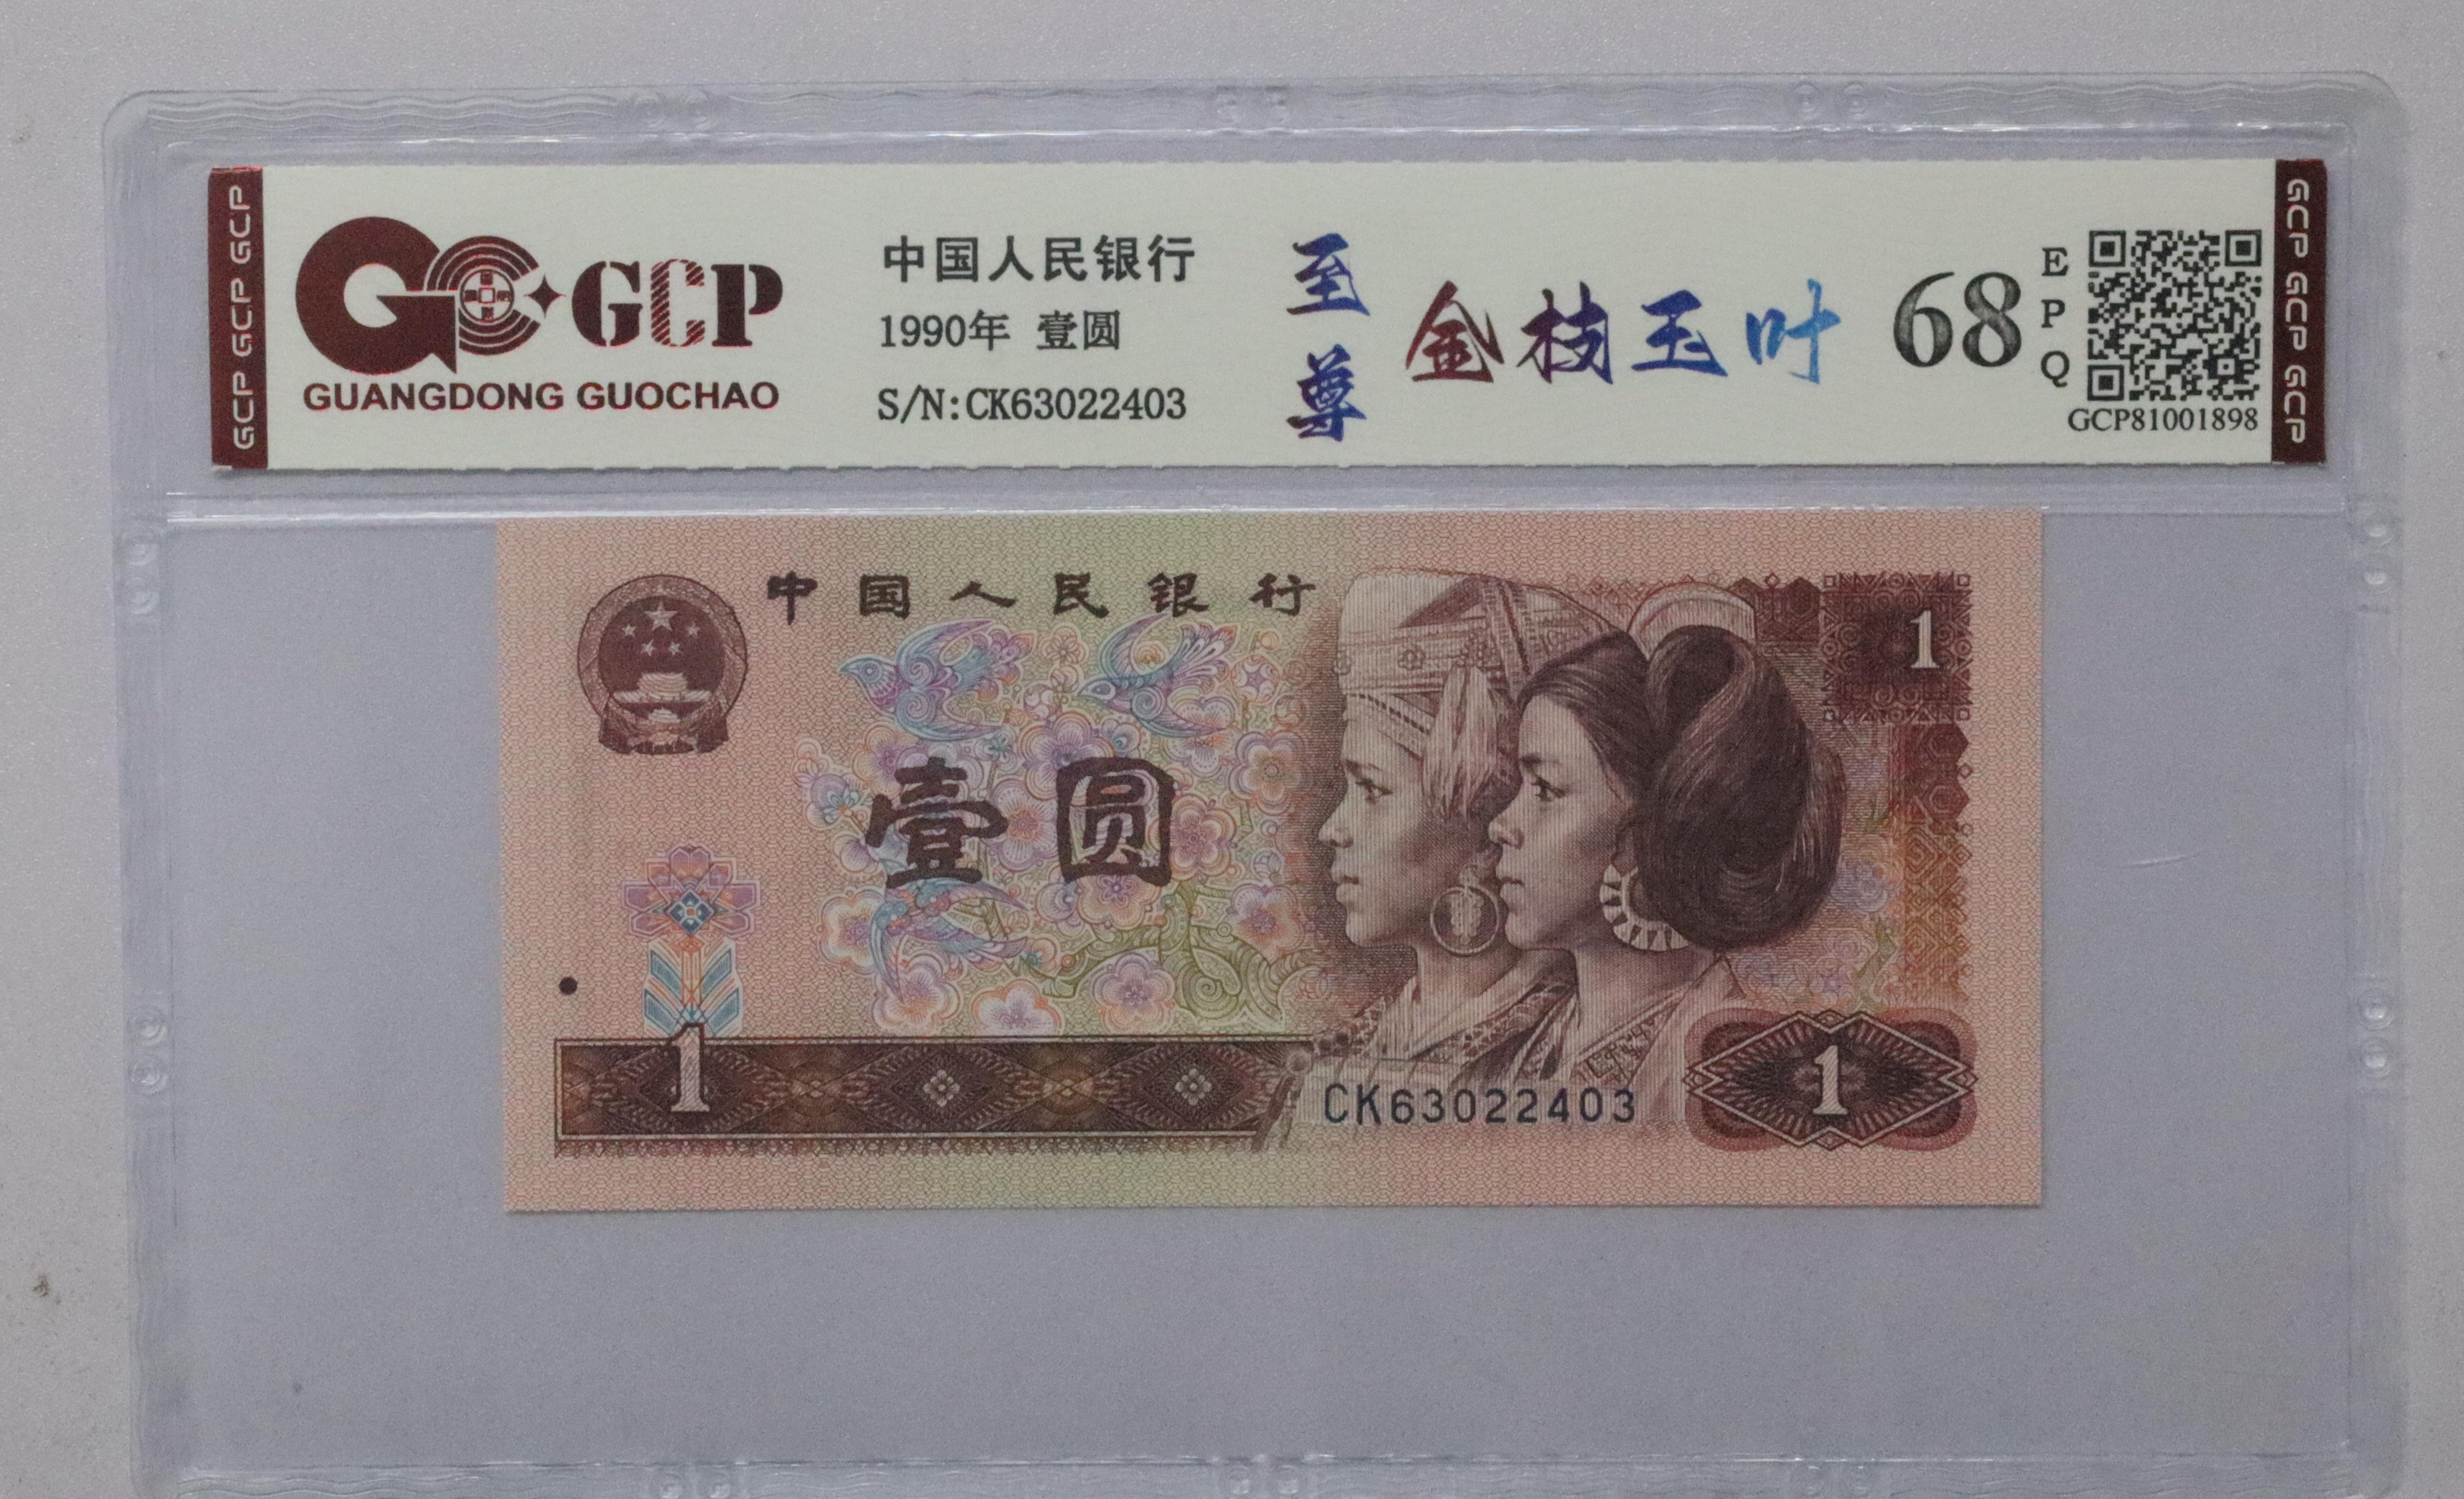 GCP GCP GCP
GCP
GUANGDONG GUOCHAO
中国人民银行
1990年 壹圆
S/N:CK63022403
至尊
金枝玉叶
68
EPQ
GCP81001898
GCP GCP GCP
中国人民银行
1
壹圆
1
CK63022403
1